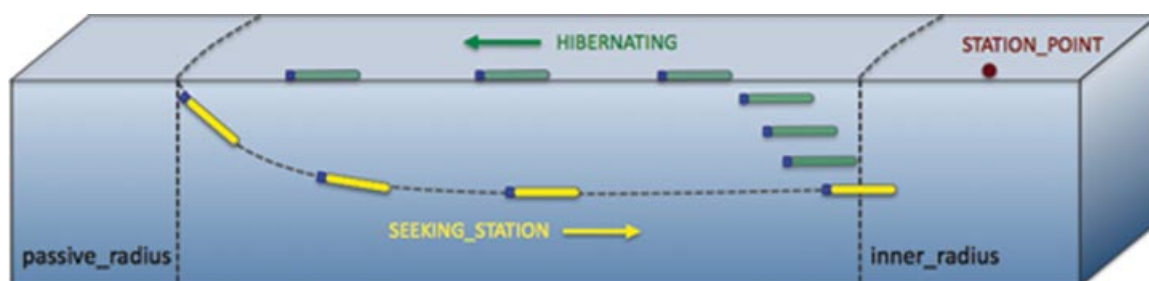 HIBERNATING
STATION_POINT
SEEKING_STATION
passive_radius
inner_radius